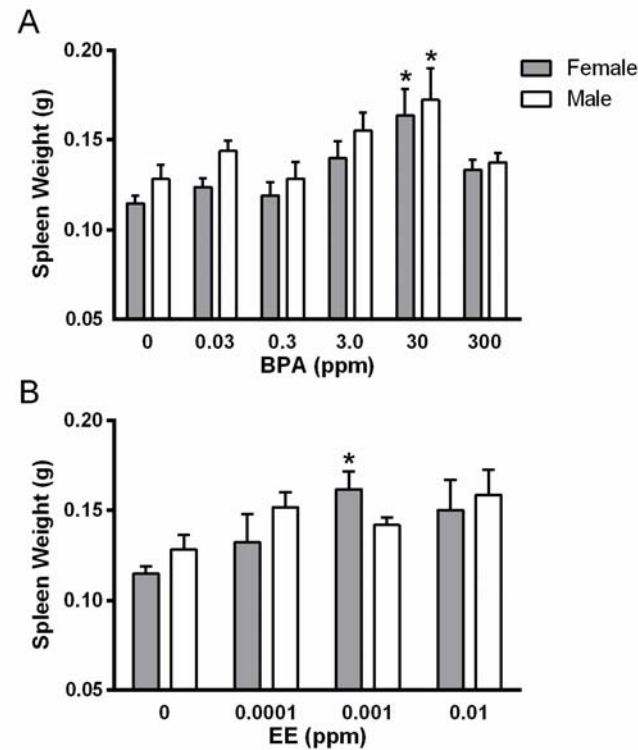 A
0.20
0.15
0.10
0.05
Spleen Weight (g)
* *
Female
Male
0 0.03 0.3 3.0 30 300
BPA (ppm)
B
0.20
0.15
0.10
0.05
Spleen Weight (g)
*
0 0.0001 0.001 0.01
EE (ppm)